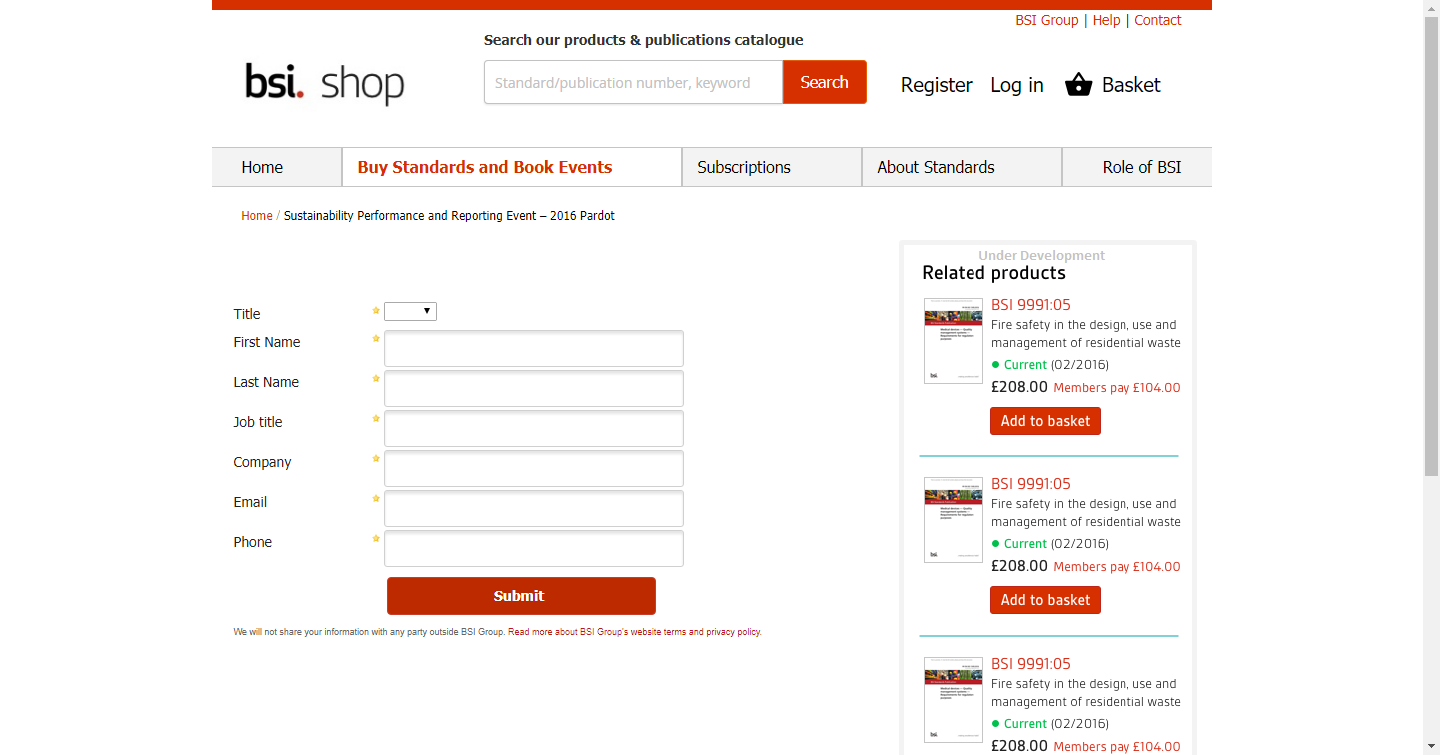 BSI Group | Help | Contact
Search our products & publications catalogue
bsi. shop
Standard/publication number, keyword
Search
Register
Log in
Basket
Home
Buy Standards and Book Events
Subscriptions
About Standards
Role of BSI
Home / Sustainability Performance and Reporting Event – 2016 Pardot
Title
First Name
Last Name
Job title
Company
Email
Phone
Submit
We will not share your information with any party outside BSI Group. Read more about BSI Group's website terms and privacy policy.
Under Development
Related products
BSI 9991:05
Fire safety in the design, use and
management of residential waste
Current (02/2016)
£208.00 Members pay £104.00
Add to basket
BSI 9991:05
Fire safety in the design, use and
management of residential waste
Current (02/2016)
£208.00 Members pay £104.00
Add to basket
BSI 9991:05
Fire safety in the design, use and
management of residential waste
Current (02/2016)
£208.00 Members pay £104.00